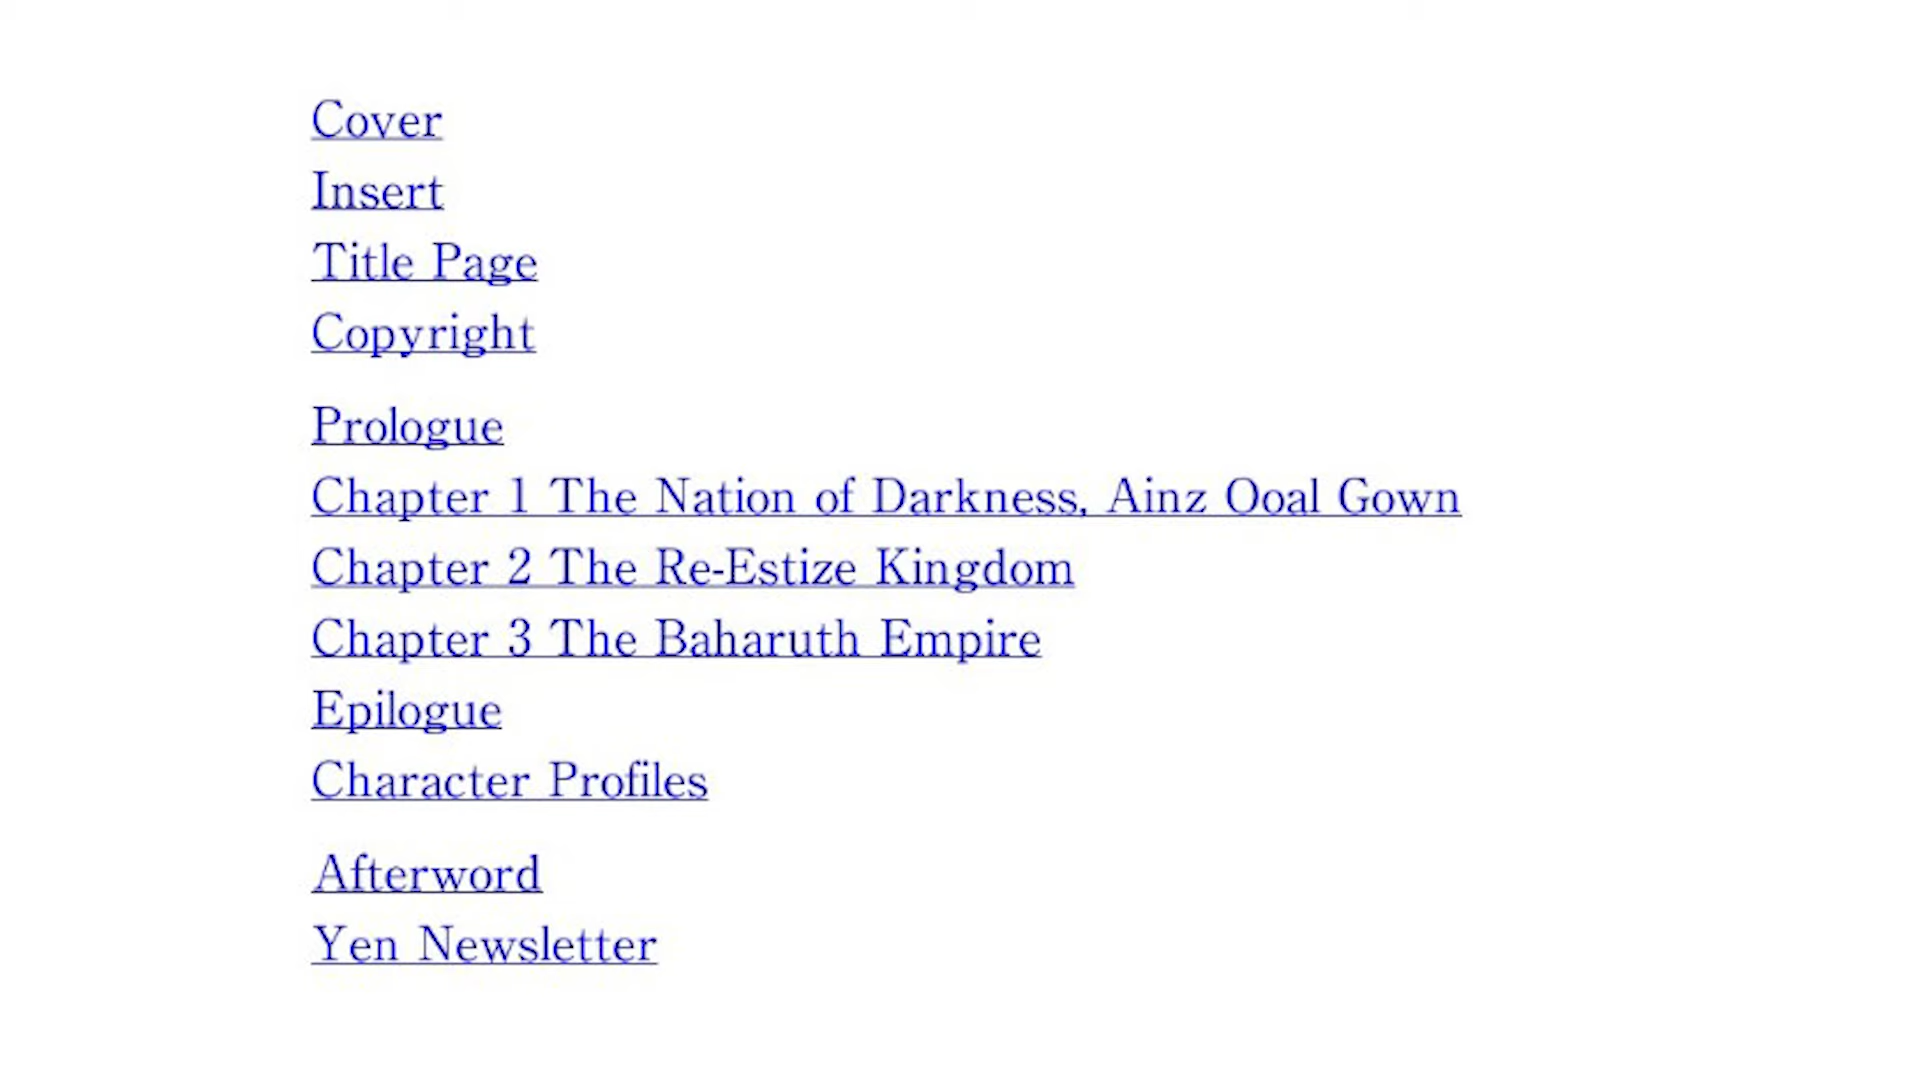 Cover
Insert
Title Page
Copyright
Prologue
Chapter 1 The Nation of Darkness, Ainz Ooal Gown
Chapter 2 The Re-Estize Kingdom
Chapter 3 The Baharuth Empire
Epilogue
Character Profiles
Afterword
Yen Newsletter